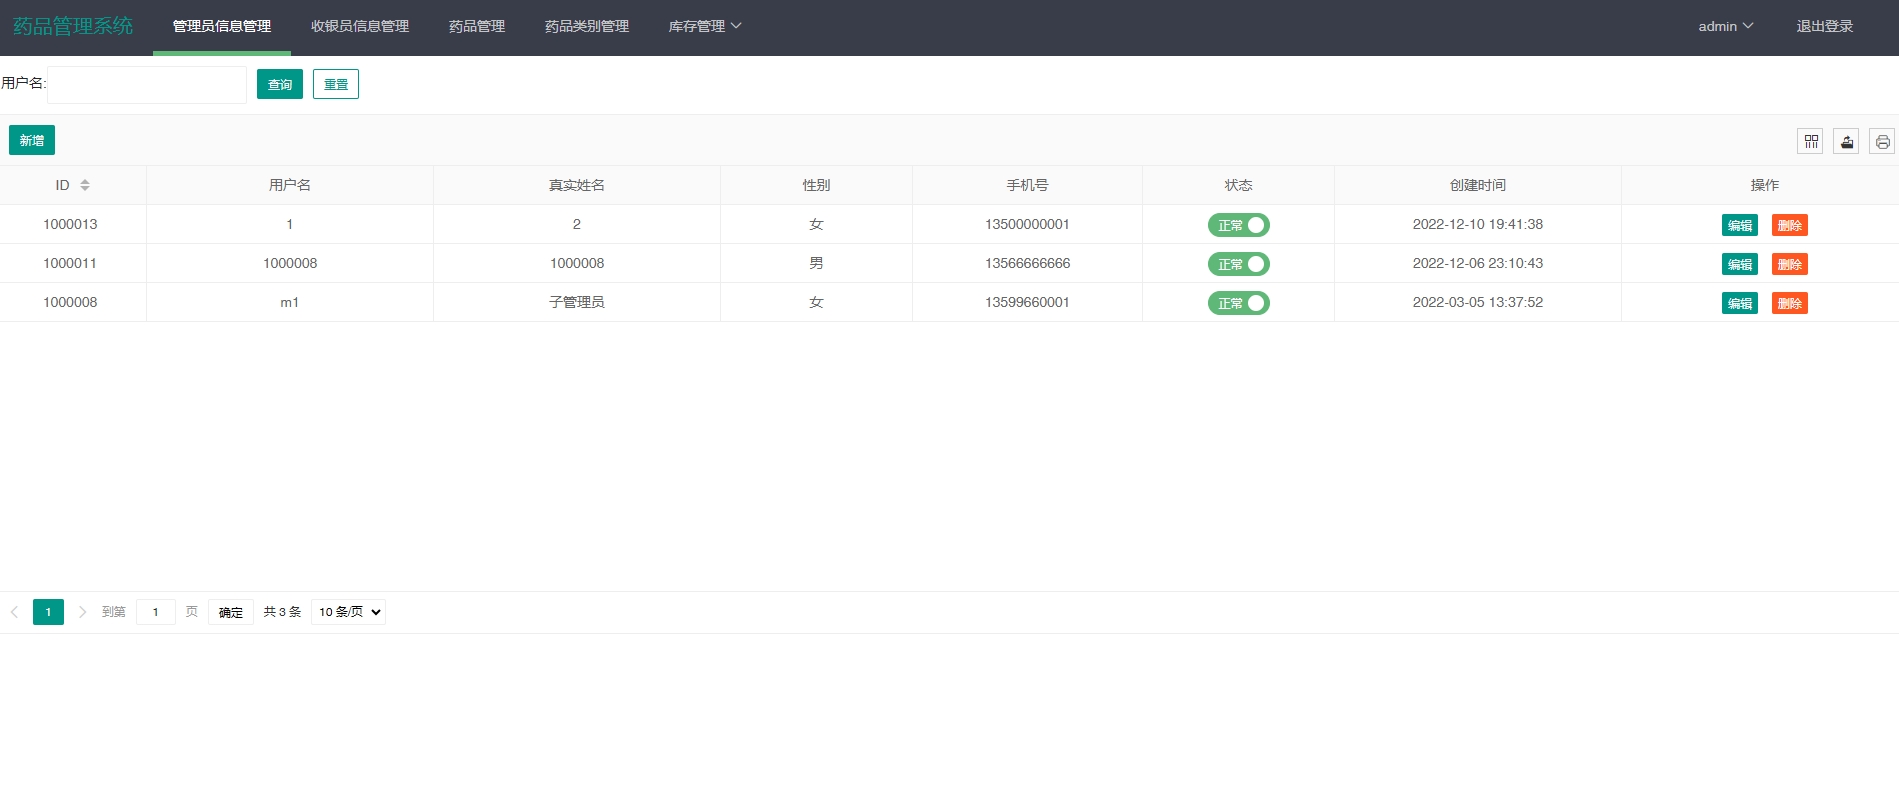 药品管理系统 管理员信息管理 收银员信息管理 药品管理 药品类别管理 库存管理 admin 退出登录
用户名: 查询 重置
新增
ID 用户名 真实姓名 性别 手机号 状态 创建时间 操作
1000013 1 2 女 13500000001 正常 2022-12-10 19:41:38 编辑 删除
1000011 1000008 1000008 男 13566666666 正常 2022-12-06 23:10:43 编辑 删除
1000008 m1 子管理员 女 13599660001 正常 2022-03-05 13:37:52 编辑 删除
1 到第 1 页 确定 共 3 条 10 条/页